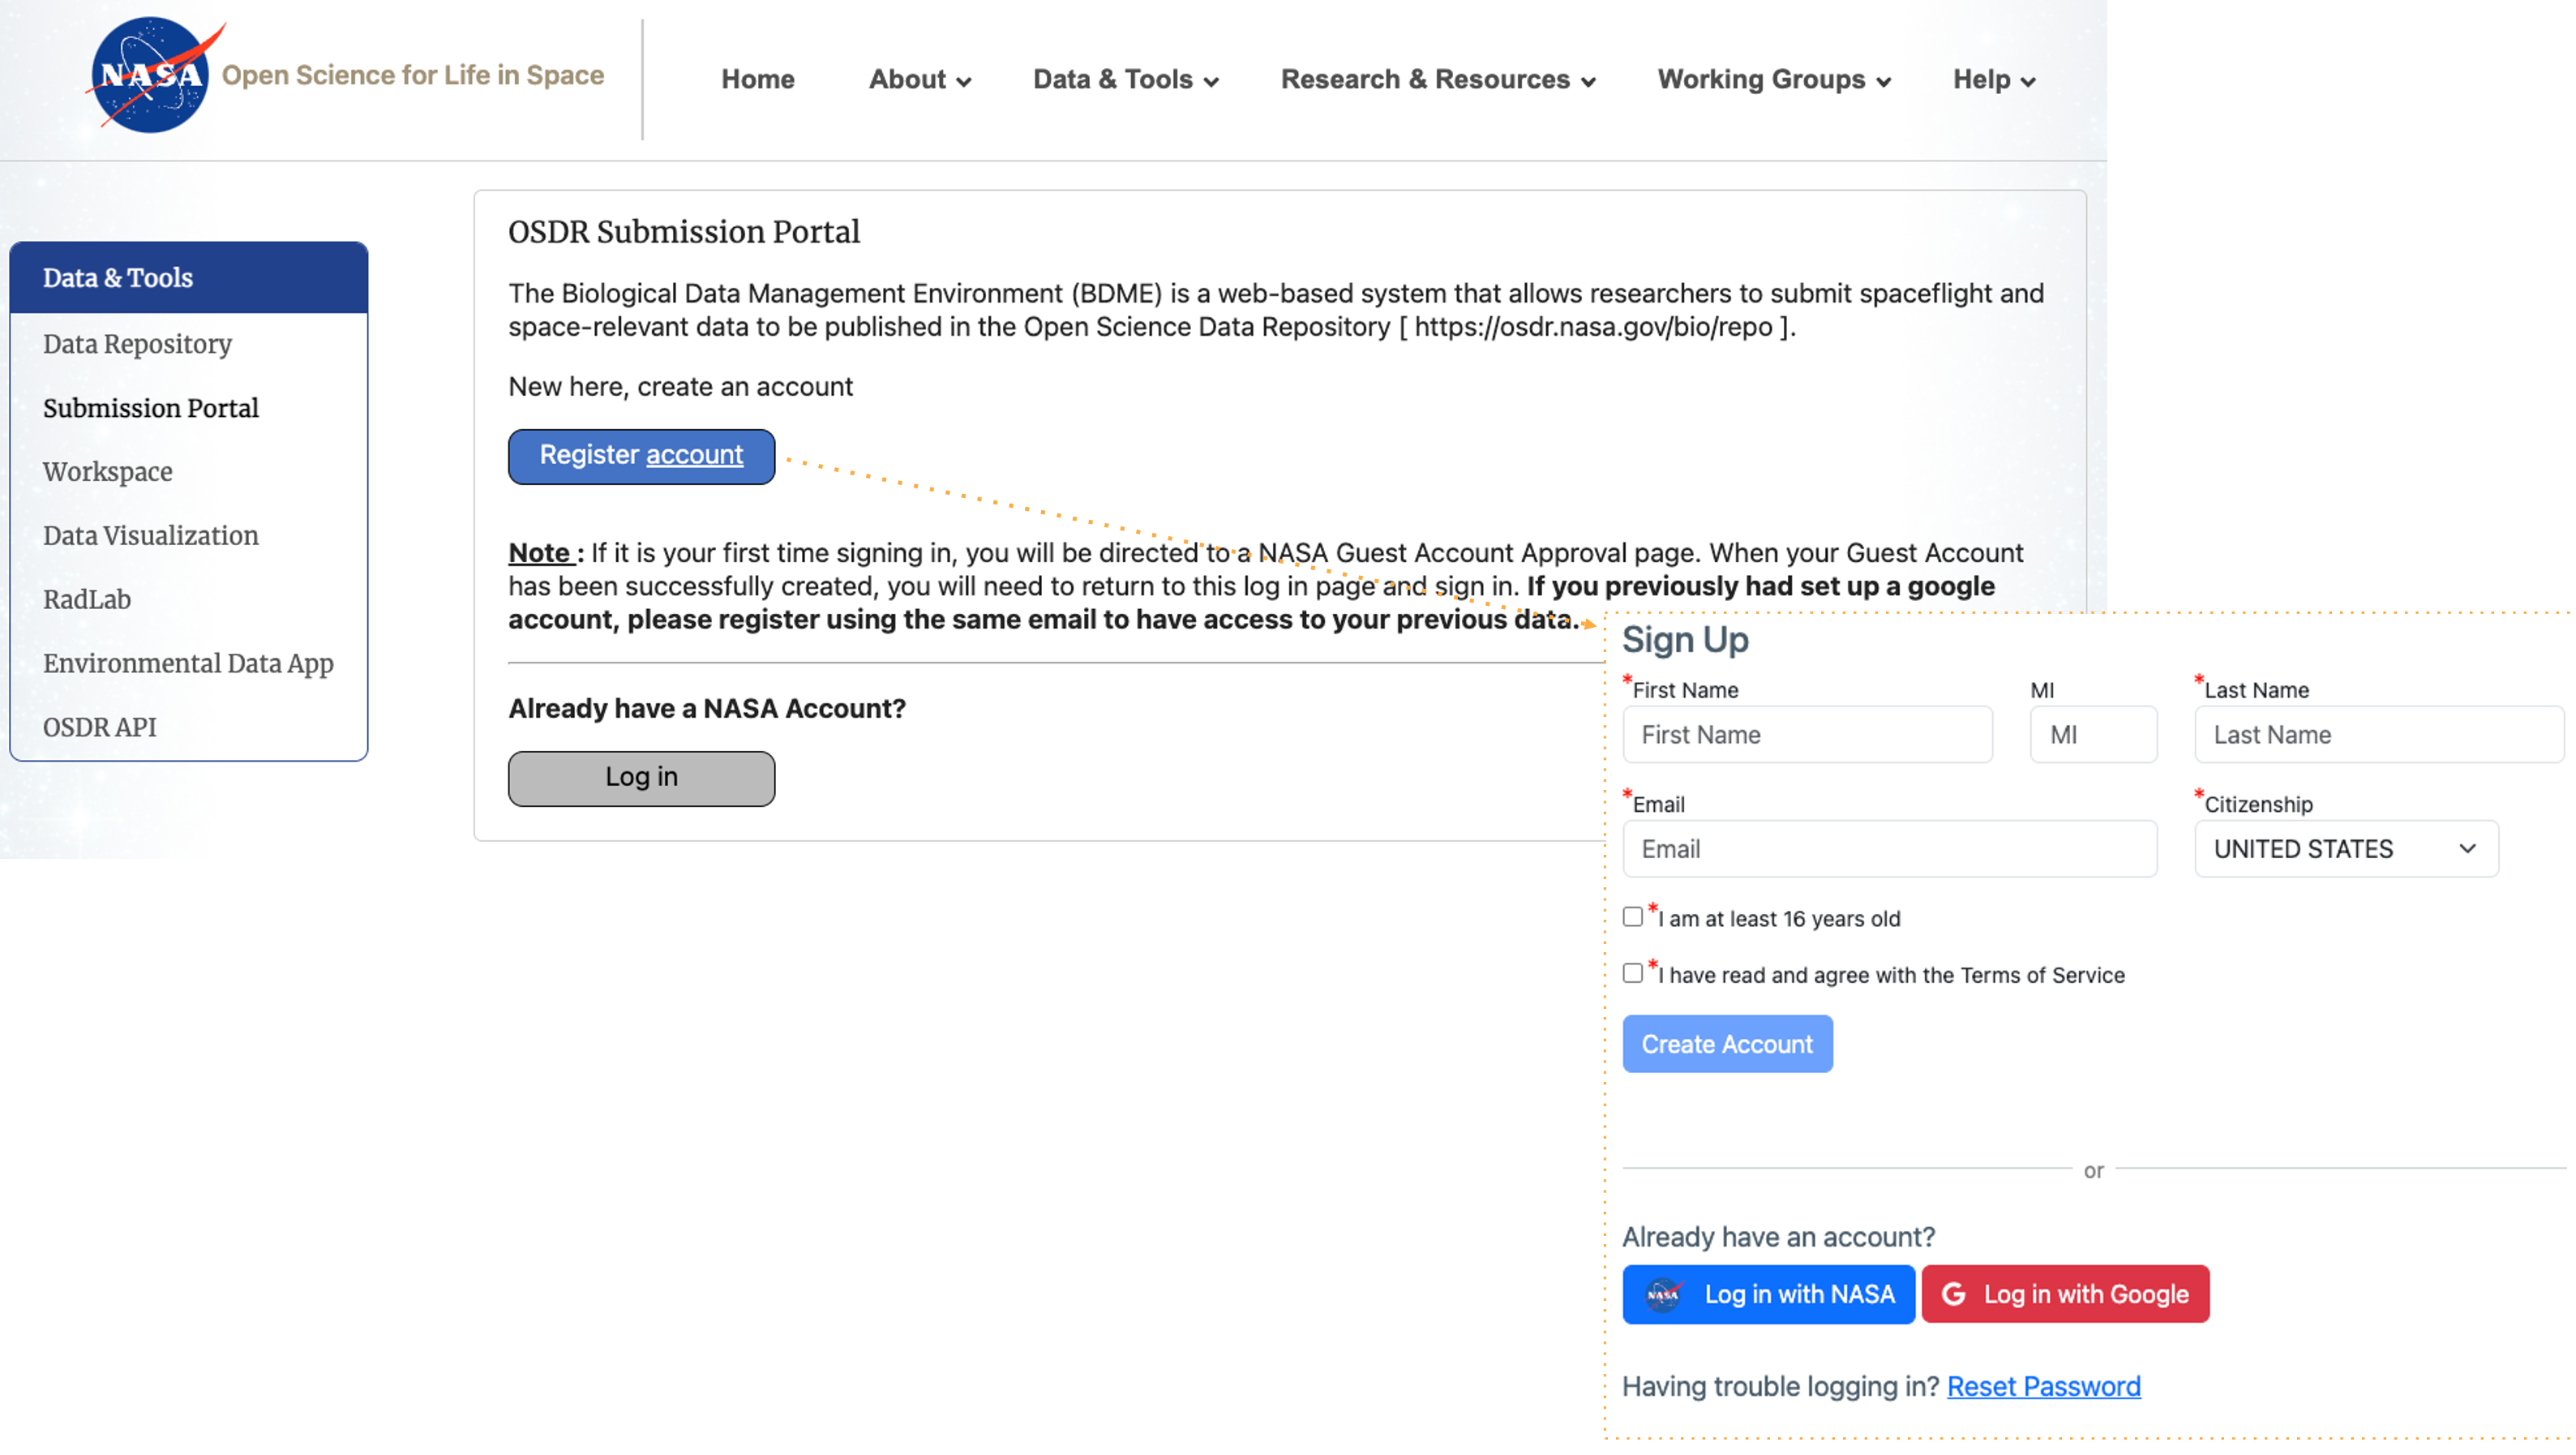 NASA
Open Science for Life in Space
Home
About
Data & Tools
Research & Resources
Working Groups
Help
Data & Tools
Data Repository
Submission Portal
Workspace
Data Visualization
RadLab
Environmental Data App
OSDR API
OSDR Submission Portal
The Biological Data Management Environment (BDME) is a web-based system that allows researchers to submit spaceflight and
space-relevant data to be published in the Open Science Data Repository [ https://osdr.nasa.gov/bio/repo ].
New here, create an account
Register account
Note : If it is your first time signing in, you will be directed to a NASA Guest Account Approval page. When your Guest Account
has been successfully created, you will need to return to this log in page and sign in. If you previously had set up a google
account, please register using the same email to have access to your previous data.
Already have a NASA Account?
Log in
Sign Up
*First Name
MI
*Last Name
First Name
MI
Last Name
*Email
*Citizenship
Email
UNITED STATES
*I am at least 16 years old
*I have read and agree with the Terms of Service
Create Account
or
Already have an account?
NASA Log in with NASA
G Log in with Google
Having trouble logging in? Reset Password